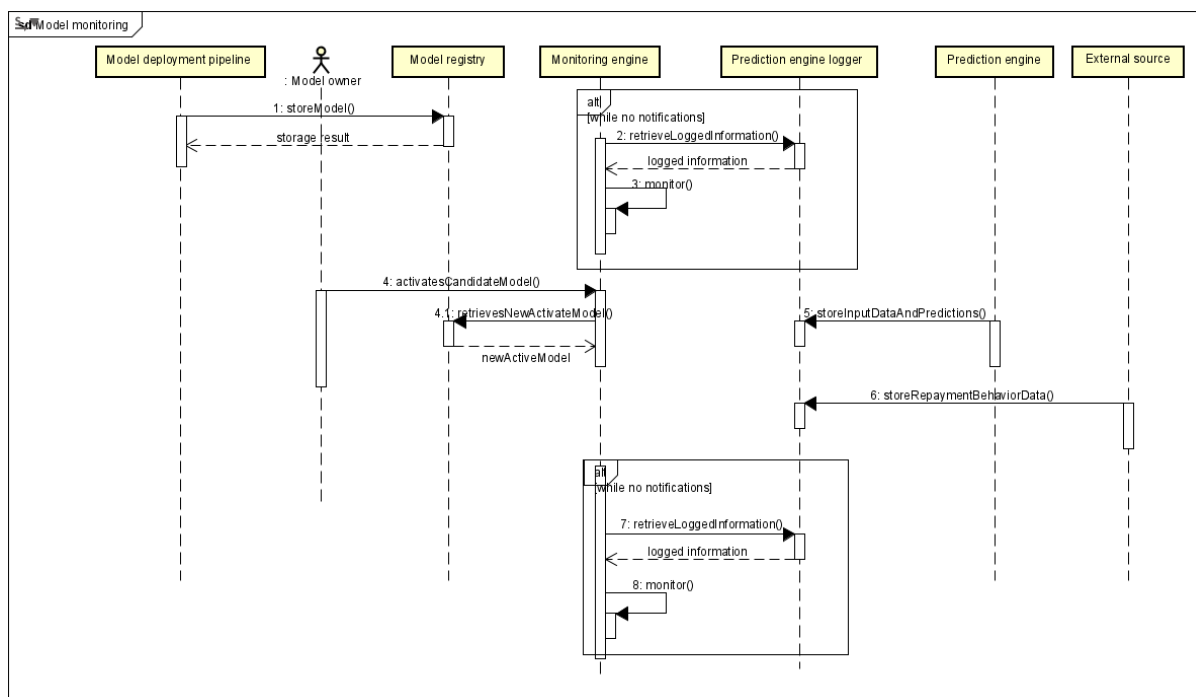 sd Model monitoring
Model deployment pipeline
: Model owner
Model registry
Monitoring engine
Prediction engine logger
Prediction engine
External source
alt
[while no notifications]
1: storeModel()
storage result
2: retrieveLoggedInformation()
logged information
3: monitor()
4: activatesCandidateModel()
4.1: retrievesNewActivateModel()
newActiveModel
5: storeInputDataAndPredictions()
6: storeRepaymentBehaviorData()
alt
[while no notifications]
7: retrieveLoggedInformation()
logged information
8: monitor()